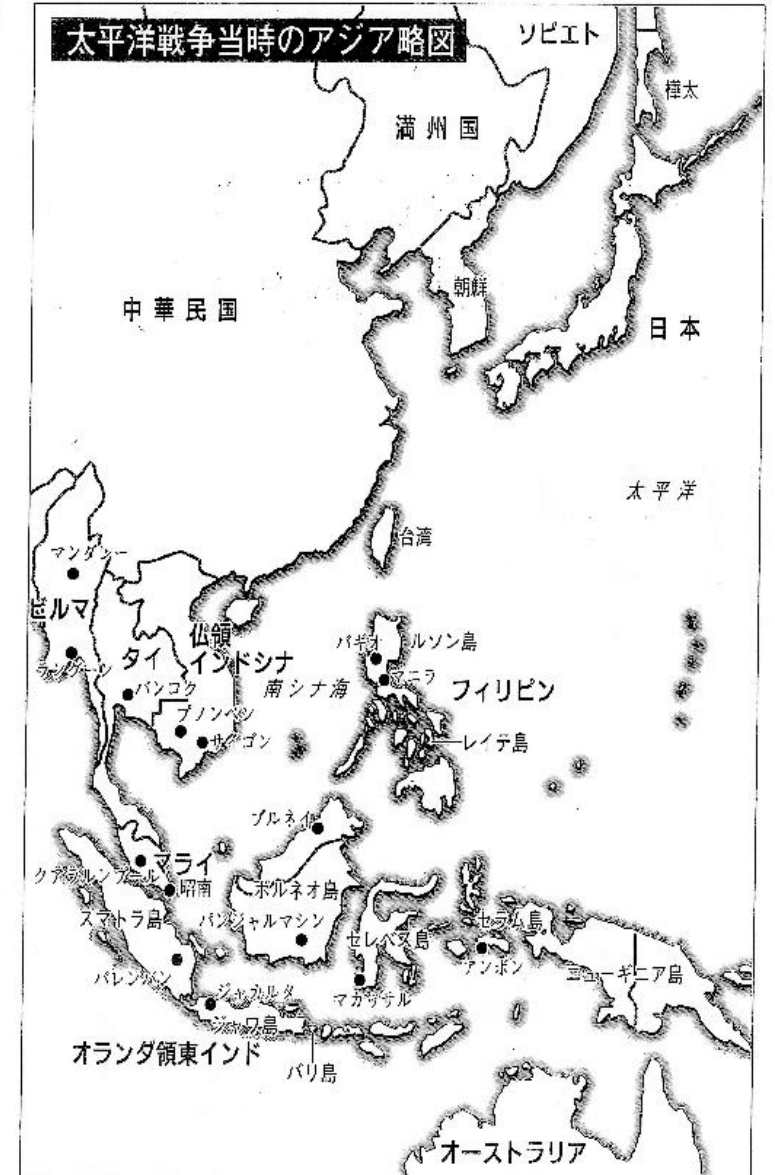 太平洋戦争当時のアジア略図
ソビエト
樺太
満州国
朝鮮
中華民国
日本
太平洋
台湾
マンダレー
ビルマ
仏領
インドシナ
タイ
ラングーン
バンコク
南シナ海
バギオ
ルソン島
マニラ
フィリピン
プノンペン
サイゴン
レイテ島
ブルネイ
マライ
クアラルンプール
昭南
ボルネオ島
スマトラ島
バンジャルマシン
セレベス島
セラム島
アンボン
ニューギニア島
パレンバン
ジャカルタ
マカッサル
ジャワ島
オランダ領東インド
バリ島
オーストラリア